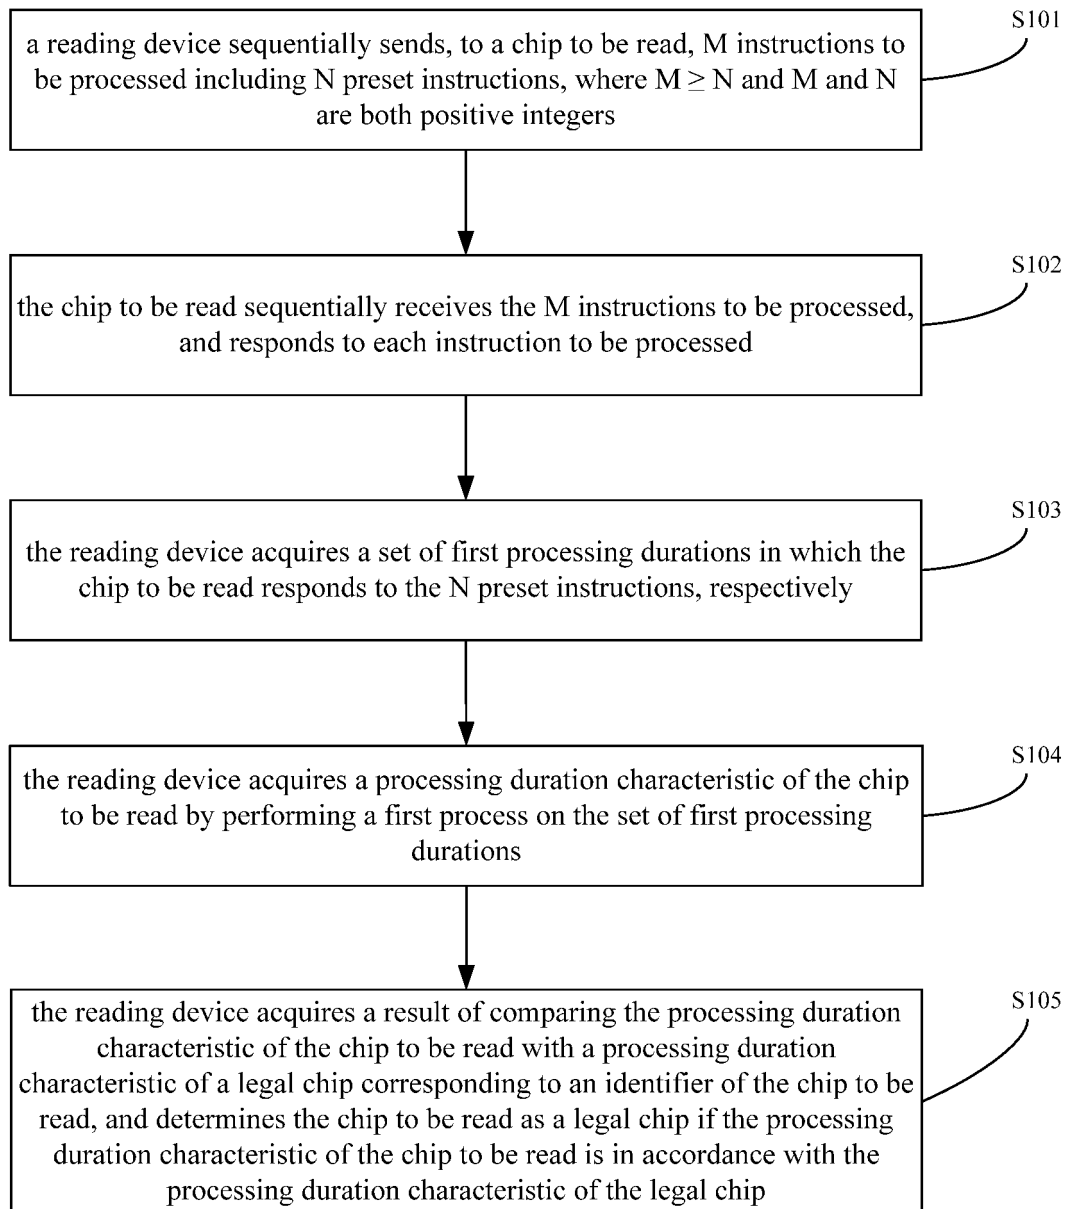 S101
a reading device sequentially sends, to a chip to be read, M instructions to
be processed including N preset instructions, where M ≥ N and M and N
are both positive integers
S102
the chip to be read sequentially receives the M instructions to be processed,
and responds to each instruction to be processed
S103
the reading device acquires a set of first processing durations in which the
chip to be read responds to the N preset instructions, respectively
S104
the reading device acquires a processing duration characteristic of the chip
to be read by performing a first process on the set of first processing
durations
S105
the reading device acquires a result of comparing the processing duration
characteristic of the chip to be read with a processing duration
characteristic of a legal chip corresponding to an identifier of the chip to be
read, and determines the chip to be read as a legal chip if the processing
duration characteristic of the chip to be read is in accordance with the
processing duration characteristic of the legal chip